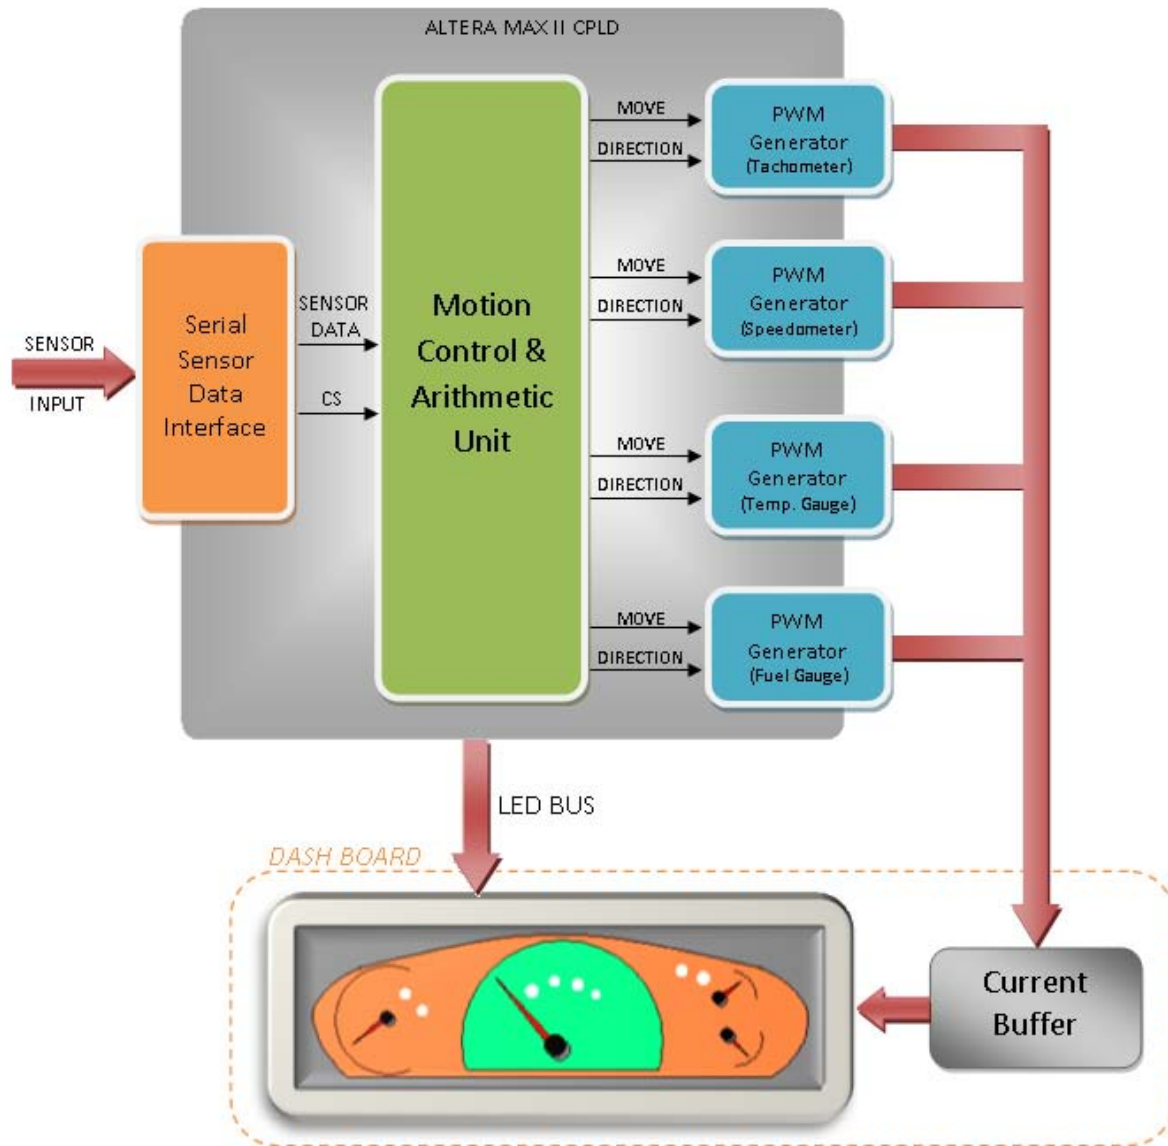 ALTERA MAX II CPLD
SENSOR
INPUT
Serial
Sensor
Data
Interface
SENSOR
DATA
CS
Motion
Control &
Arithmetic
Unit
MOVE
DIRECTION
PWM
Generator
(Tachometer)
MOVE
DIRECTION
PWM
Generator
(Speedometer)
MOVE
DIRECTION
PWM
Generator
(Temp. Gauge)
MOVE
DIRECTION
PWM
Generator
(Fuel Gauge)
LED BUS
DASH BOARD
Current
Buffer